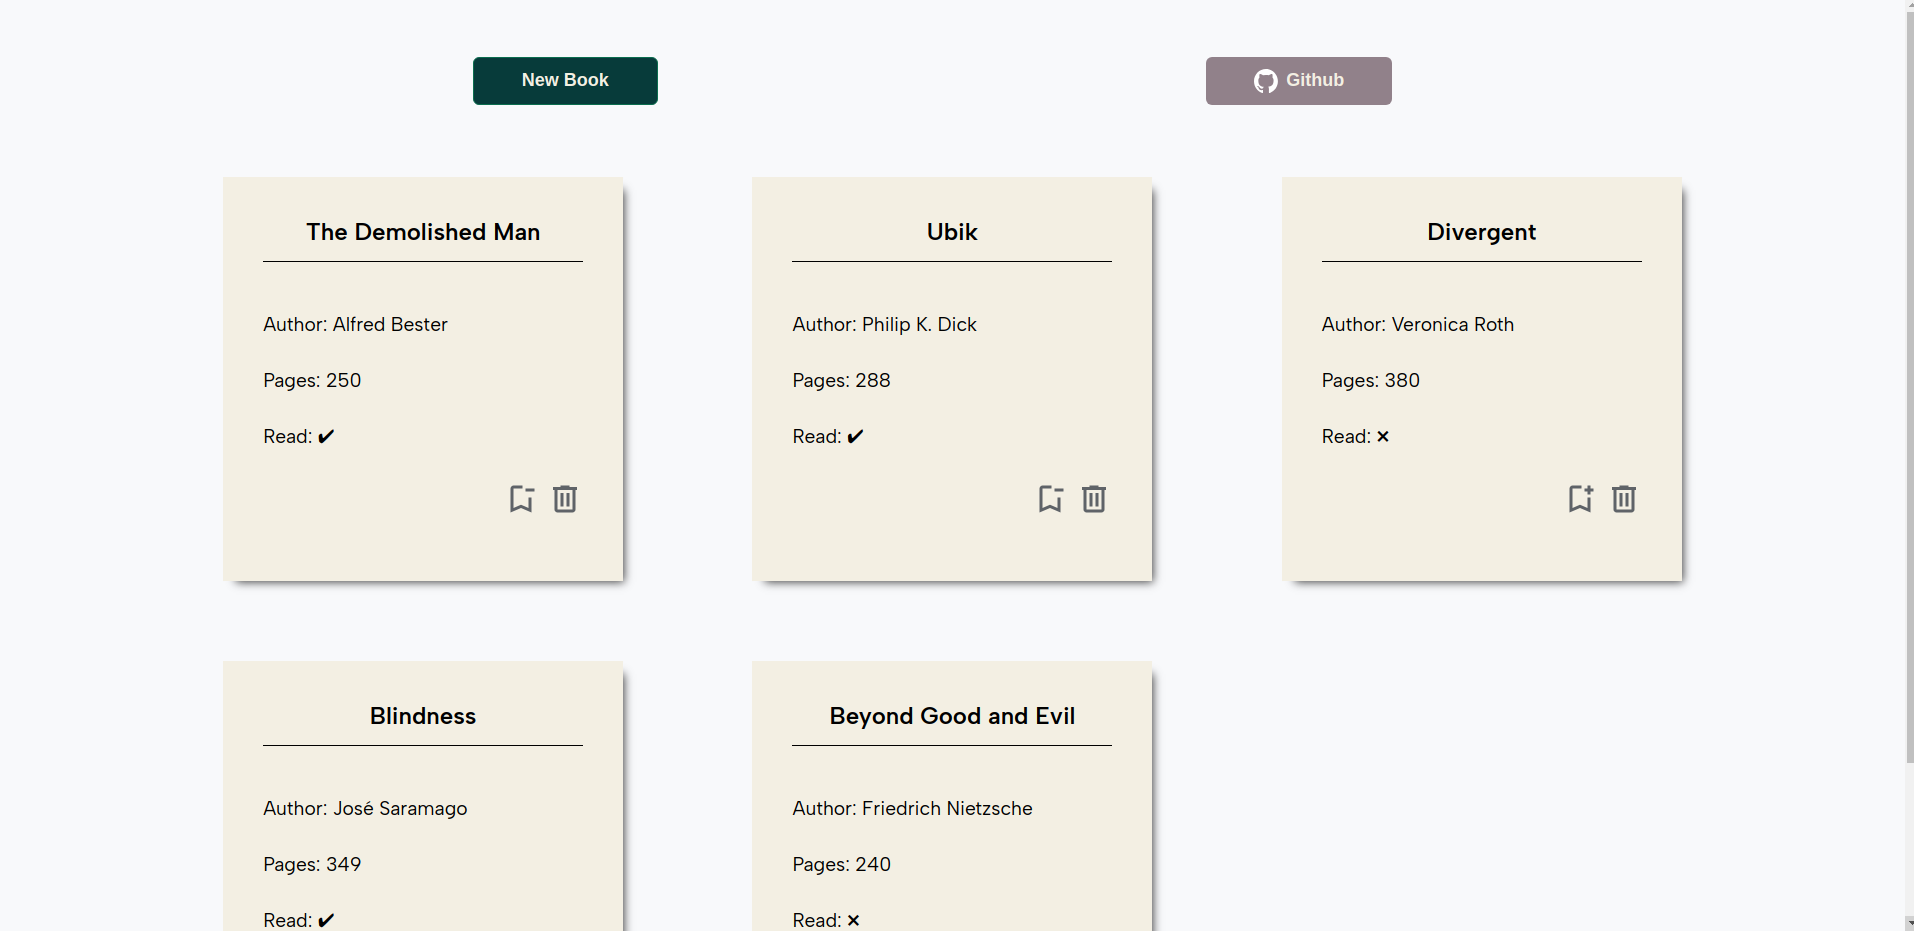 New Book
Github
The Demolished Man
Author: Alfred Bester
Pages: 250
Read: ✔
Ubik
Author: Philip K. Dick
Pages: 288
Read: ✔
Divergent
Author: Veronica Roth
Pages: 380
Read: ×
Blindness
Author: José Saramago
Pages: 349
Read: ✔
Beyond Good and Evil
Author: Friedrich Nietzsche
Pages: 240
Read: ×